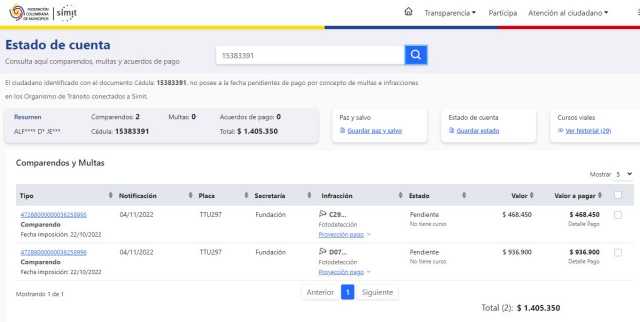 FEDERACIÓN
COLOMBIANA
DE MUNICIPIOS
simit
Transparencia
Participa
Atención al ciudadano
Estado de cuenta
Consulta aquí comparendos, multas y acuerdos de pago
15383391
El ciudadano identificado con el documento Cédula: 15383391, no posee a la fecha pendientes de pago por concepto de multas e infracciones
en los Organismo de Tránsito conectados a Simit.
Resumen
Comparendos: 2
Multas: 0
Acuerdos de pago: 0
ALF**** D* JE***
Cédula: 15383391
Total: $ 1.405.350
Paz y salvo
Guardar paz y salvo
Estado de cuenta
Guardar estado
Cursos viales
Ver historial (29)
Comparendos y Multas
Mostrar 5
Tipo Notificación Placa Secretaría Infracción Estado Valor Valor a pagar
47288000000036258995 04/11/2022 TTU297 Fundación C29... Pendiente $ 468.450 $ 468.450
Comparendo Fotodetección No tiene curso Detalle Pago
Fecha imposición: 22/10/2022 Proyección pago
47288000000036258996 04/11/2022 TTU297 Fundación D07... Pendiente $ 936.900 $ 936.900
Comparendo Fotodetección No tiene curso Detalle Pago
Fecha imposición: 22/10/2022 Proyección pago
Mostrando 1 de 1
Anterior 1 Siguiente
Total (2): $ 1.405.350